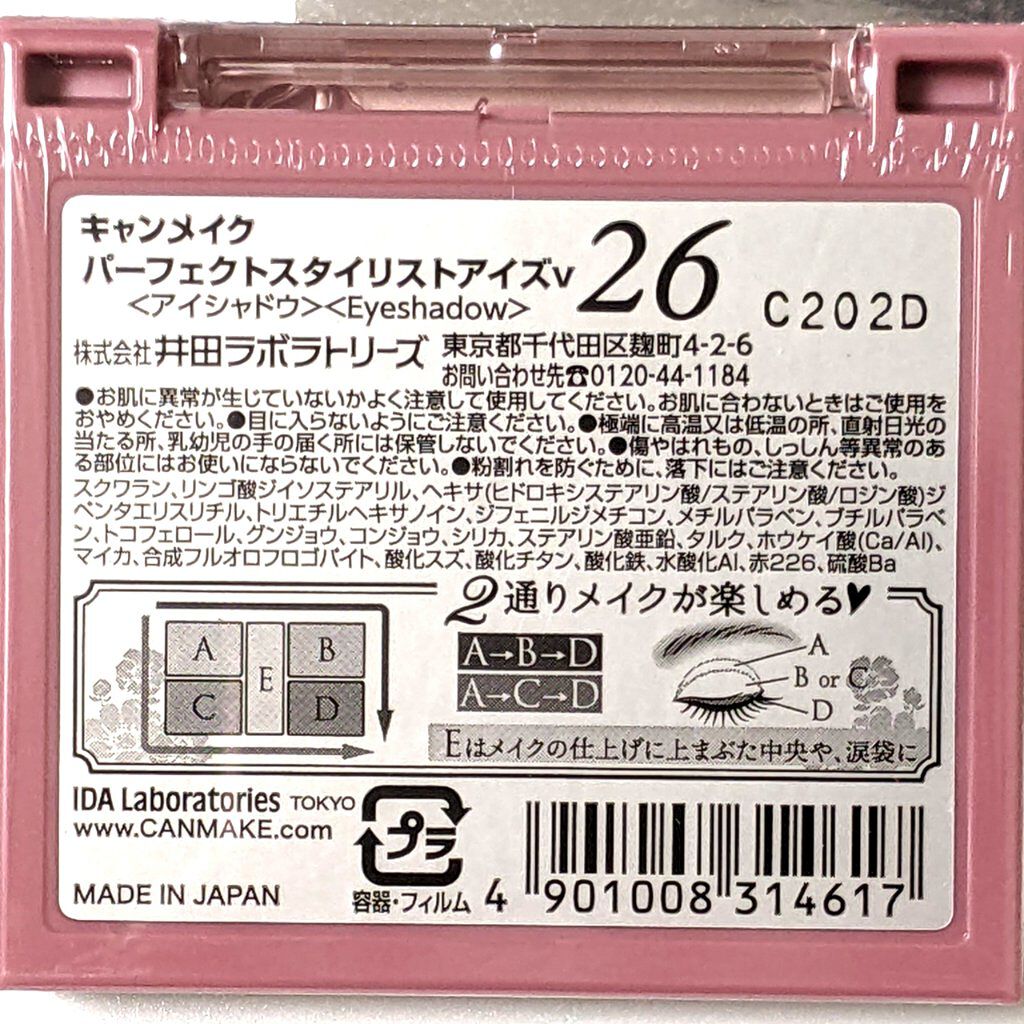 キャンメイク
パーフェクトスタイリストアイズv
<アイシャドウ><Eyeshadow>
26
C202D
株式会社 井田ラボラトリーズ
東京都千代田区麹町4-2-6
お問い合わせ先☎0120-44-1184
●お肌に異常が生じていないかよく注意して使用してください。お肌に合わないときはご使用を
おやめください。●目に入らないようにご注意ください。●極端に高温又は低温の所、直射日光の
当たる所、乳幼児の手の届く所には保管しないでください。●傷やはれもの、しっしん等異常のあ
る部位にはお使いにならないでください。●粉割れを防ぐために、落下にはご注意ください。
スクワラン、リンゴ酸ジイソステアリル、ヘキサ(ヒドロキシステアリン酸/ステアリン酸/ロジン酸)ジ
ペンタエリスリチル、トリエチルヘキサノイン、ジフェニルジメチコン、メチルパラベン、ブチルパラベ
ン、トコフェロール、グンジョウ、コンジョウ、シリカ、ステアリン酸亜鉛、タルク、ホウケイ酸(Ca/Al)、
マイカ、合成フルオロフロゴパイト、酸化スズ、酸化チタン、酸化鉄、水酸化Al、赤226、硫酸Ba
2通りメイクが楽しめる♥
A
B
E
C
D
A→B→D
A→C→D
A
B or C
D
Eはメイクの仕上げに上まぶた中央や、涙袋に
IDA Laboratories TOKYO
www.CANMAKE.com
MADE IN JAPAN
プラ
容器・フィルム
4 901008 314617